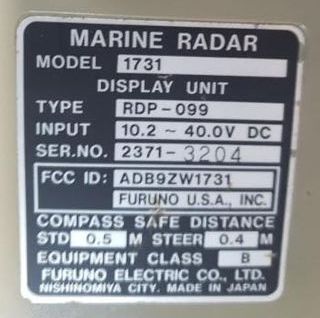 MARINE RADAR
MODEL 1731
DISPLAY UNIT
TYPE RDP-099
INPUT 10.2 ~ 40.0V DC
SER.NO. 2371-3204
FCC ID: ADB9ZW1731
FURUNO U.S.A., INC.
COMPASS SAFE DISTANCE
STD 0.5 M STEER 0.4 M
EQUIPMENT CLASS B
FURUNO ELECTRIC CO., LTD.
NISHINOMIYA CITY. MADE IN JAPAN